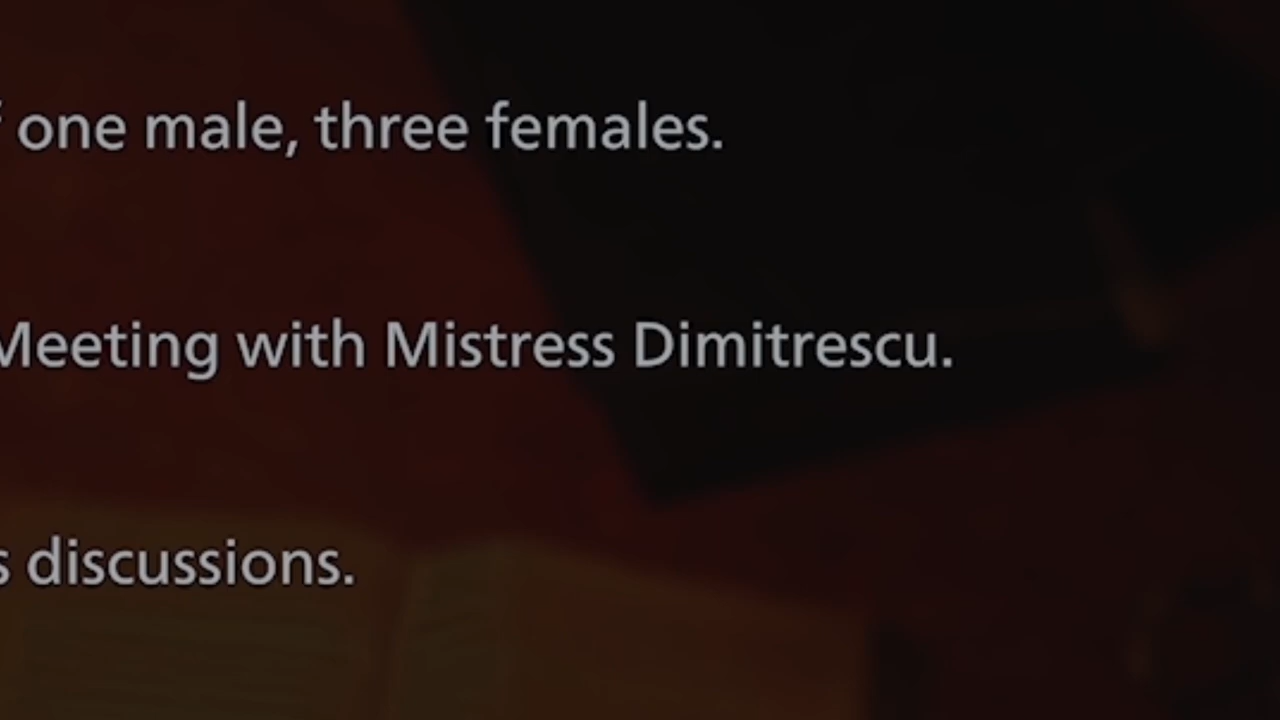 one male, three females.
Meeting with Mistress Dimitrescu.
discussions.